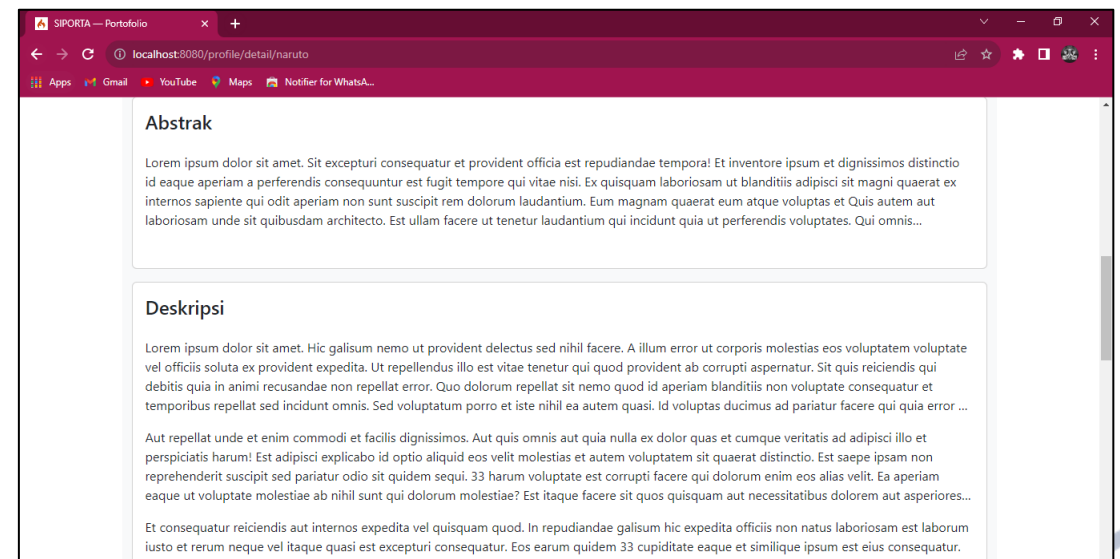 SIPORTA — Portofolio
localhost:8080/profile/detail/naruto
Apps Gmail YouTube Maps Notifier for WhatsA...
Abstrak
Lorem ipsum dolor sit amet. Sit excepturi consequatur et provident officia est repudiandae tempora! Et inventore ipsum et dignissimos distinctio
id eaque aperiam a perferendis consequuntur est fugit tempore qui vitae nisi. Ex quisquam laboriosam ut blanditiis adipisci sit magni quaerat ex
internos sapiente qui odit aperiam non sunt suscipit rem dolorum laudantium. Eum magnam quaerat eum atque voluptas et Quis autem aut
laboriosam unde sit quibusdam architecto. Est ullam facere ut tenetur laudantium qui incidunt quia ut perferendis voluptates. Qui omnis...
Deskripsi
Lorem ipsum dolor sit amet. Hic galisum nemo ut provident delectus sed nihil facere. A illum error ut corporis molestias eos voluptatem voluptate
vel officiis soluta ex provident expedita. Ut repellendus illo est vitae tenetur qui quod provident ab corrupti aspernatur. Sit quis reiciendis qui
debitis quia in animi recusandae non repellat error. Quo dolorum repellat sit nemo quod id aperiam blanditiis non voluptate consequatur et
temporibus repellat sed incidunt omnis. Sed voluptatum porro et iste nihil ea autem quasi. Id voluptas ducimus ad pariatur facere qui quia error ...
Aut repellat unde et enim commodi et facilis dignissimos. Aut quis omnis aut quia nulla ex dolor quas et cumque veritatis ad adipisci illo et
perspiciatis harum! Est adipisci explicabo id optio aliquid eos velit molestias et autem voluptatem sit quaerat distinctio. Est saepe ipsam non
reprehenderit suscipit sed pariatur odio sit quidem sequi. 33 harum voluptate est corrupti facere qui dolorum enim eos alias velit. Ea aperiam
eaque ut voluptate molestiae ab nihil sunt qui dolorum molestiae? Est itaque facere sit quos quisquam aut necessitatibus dolorem aut asperiores...
Et consequatur reiciendis aut internos expedita vel quisquam quod. In repudiandae galisum hic expedita officiis non natus laboriosam est laborum
iusto et rerum neque vel itaque quasi est excepturi consequatur. Eos earum quidem 33 cupiditate eaque et similique ipsum est eius consequatur.